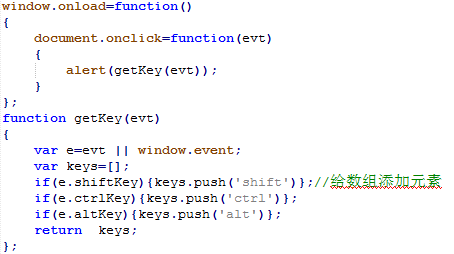 window.onload=function()
{
    document.onclick=function(evt)
    {
        alert(getKey(evt));
    }
};
function getKey(evt)
{
    var e=evt || window.event;
    var keys=[];
    if(e.shiftKey){keys.push('shift')};//给数组添加元素
    if(e.ctrlKey){keys.push('ctrl')};
    if(e.altKey){keys.push('alt')};
    return  keys;
};